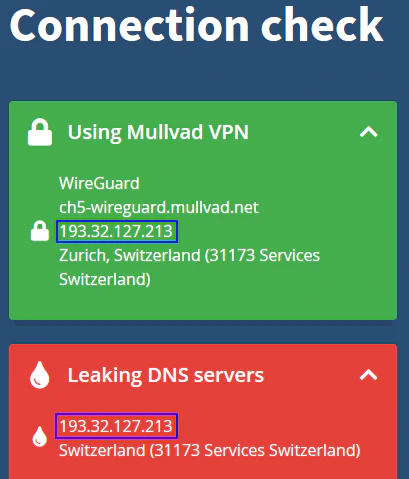 Connection check
Using Mullvad VPN
WireGuard
ch5-wireguard.mullvad.net
193.32.127.213
Zurich, Switzerland (31173 Services
Switzerland)
Leaking DNS servers
193.32.127.213
Switzerland (31173 Services Switzerland)